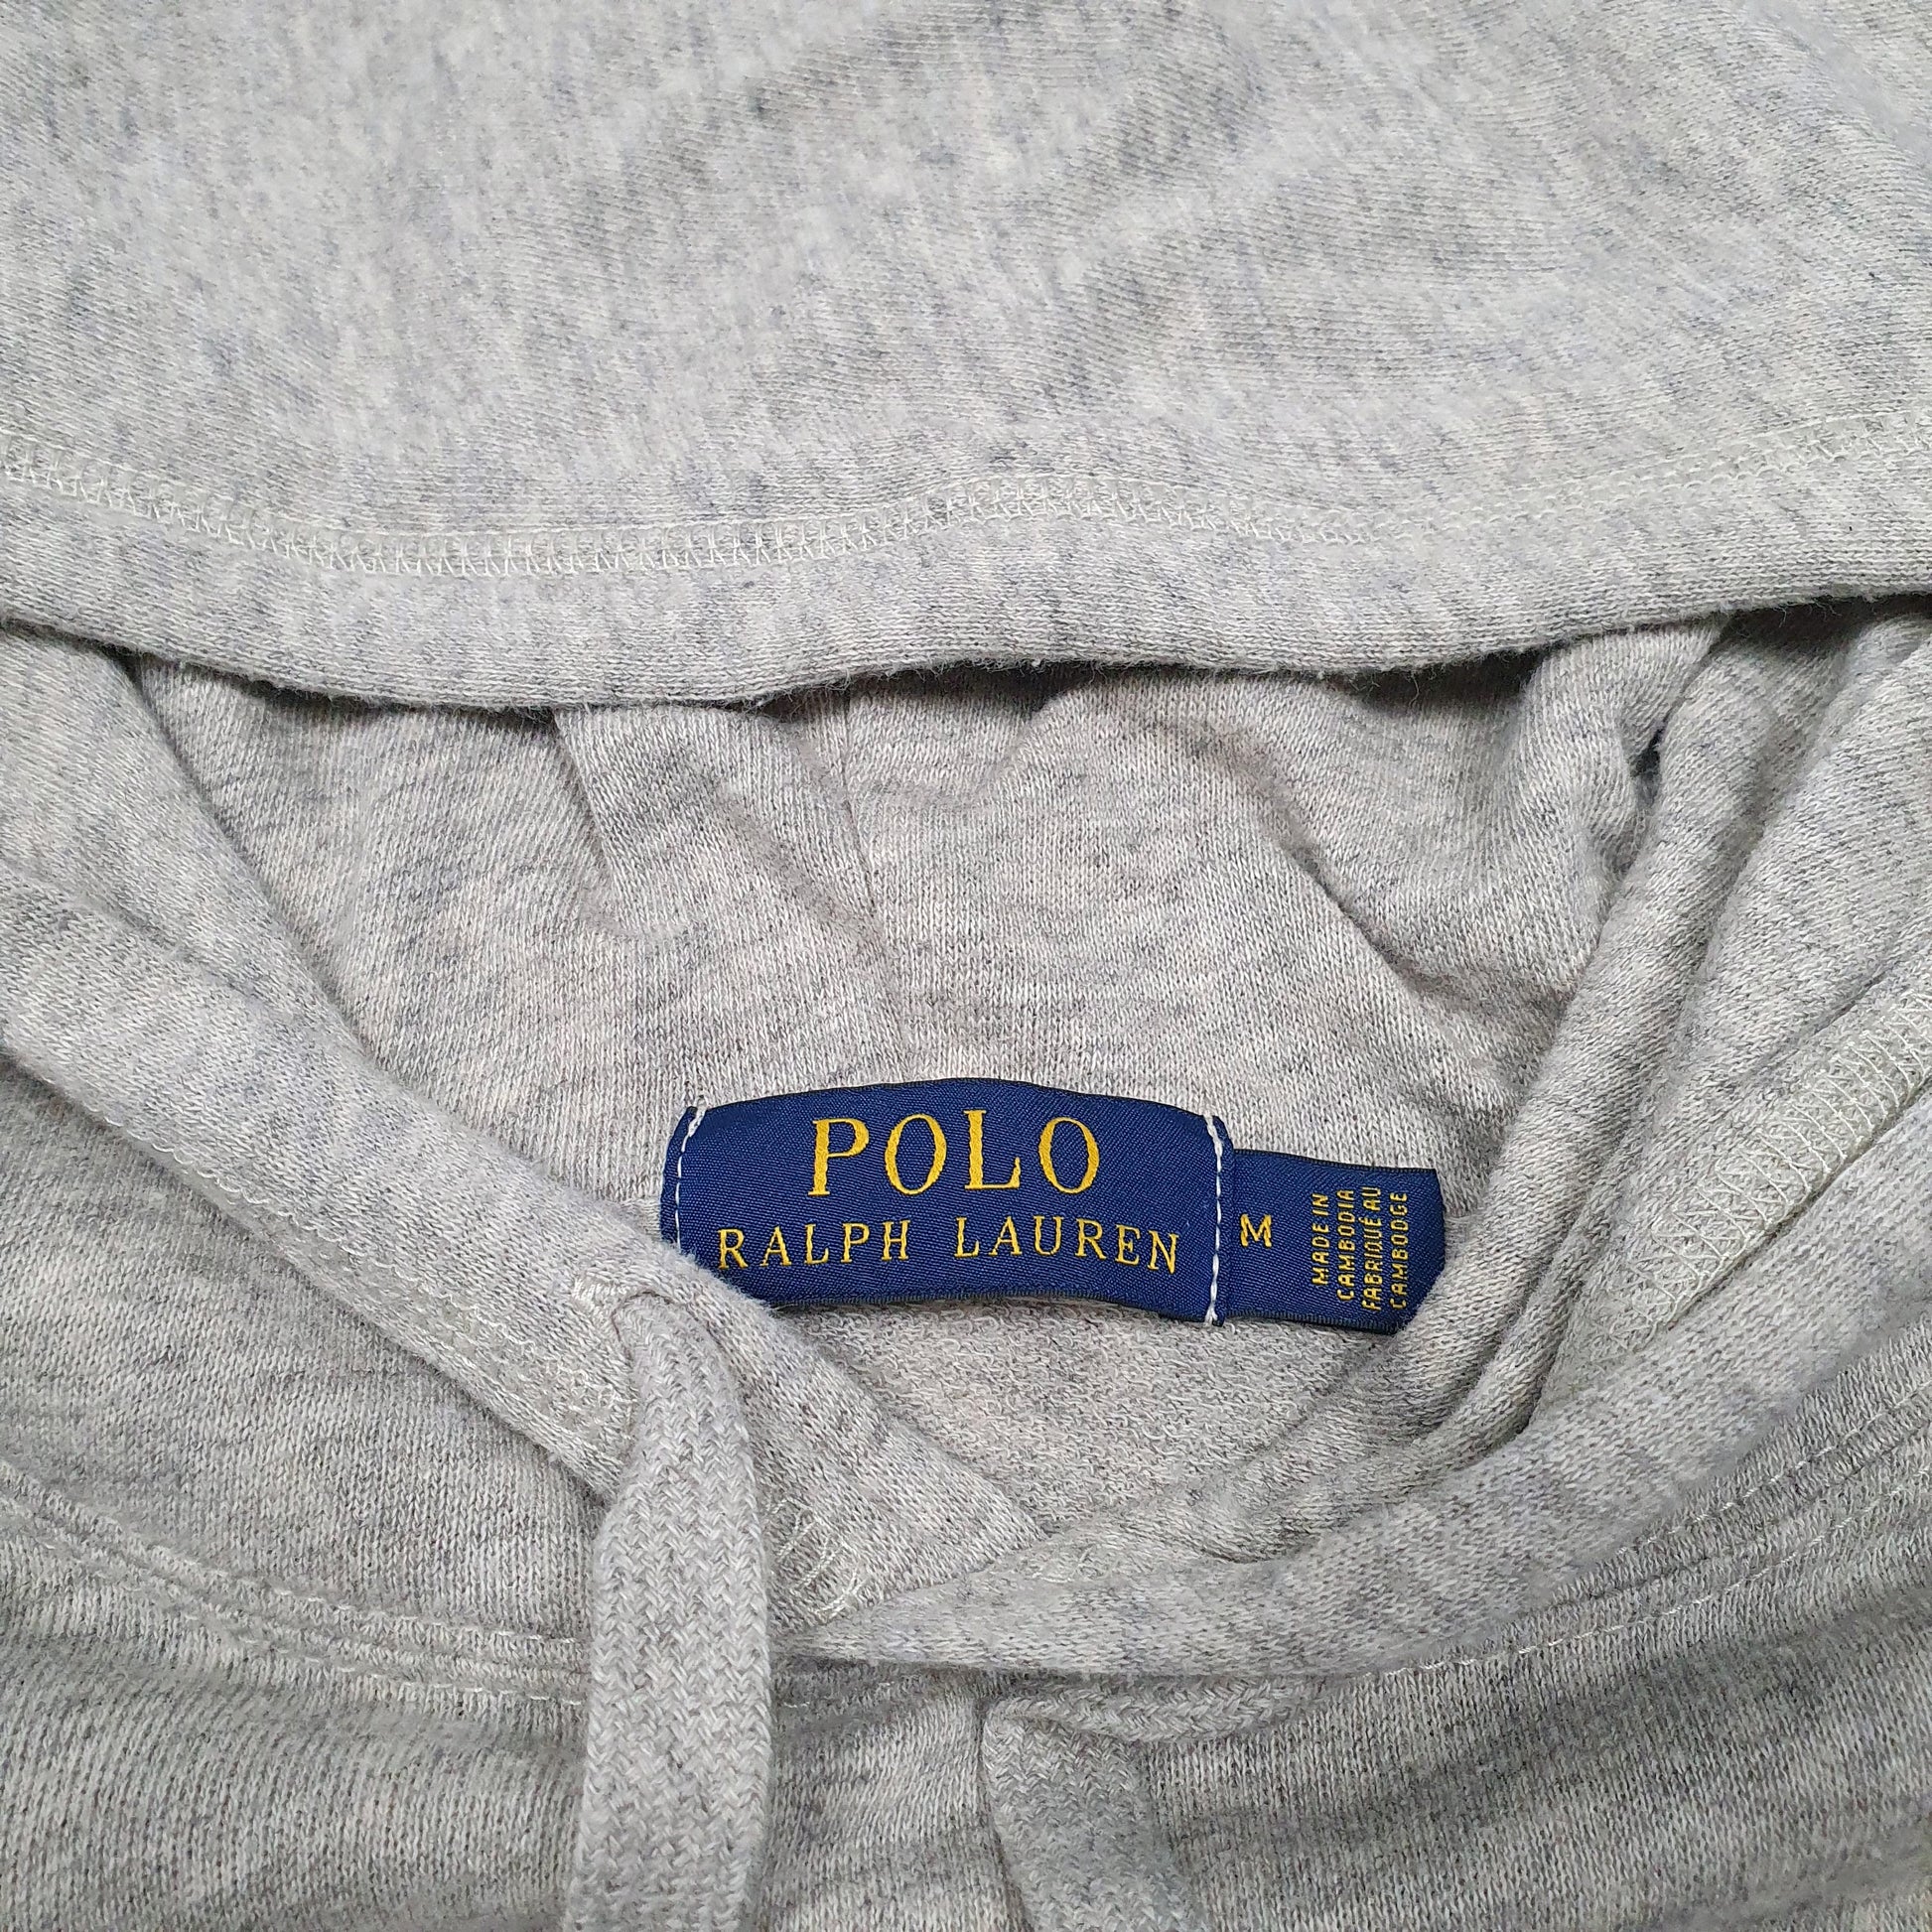 POLO
RALPH LAUREN
M
MADE IN
CAMBODIA
FABRIQUÉ AU
CAMBODGE